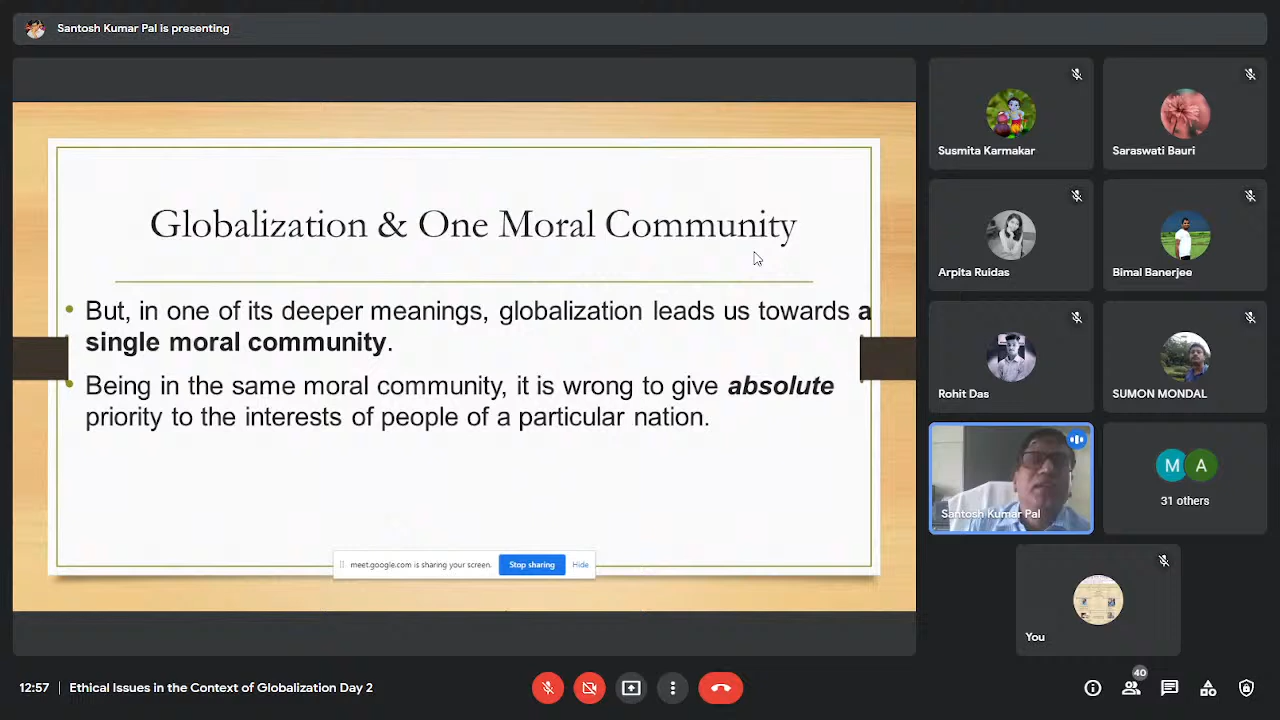 Santosh Kumar Pal is presenting
Globalization & One Moral Community
• But, in one of its deeper meanings, globalization leads us towards a
single moral community.
• Being in the same moral community, it is wrong to give absolute
priority to the interests of people of a particular nation.
meet.google.com is sharing your screen.
Stop sharing
Hide
Susmita Karmakar
Saraswati Bauri
Arpita Ruidas
Bimal Banerjee
Rohit Das
SUMON MONDAL
Santosh Kumar Pal
M A
31 others
You
12:57 | Ethical Issues in the Context of Globalization Day 2
40